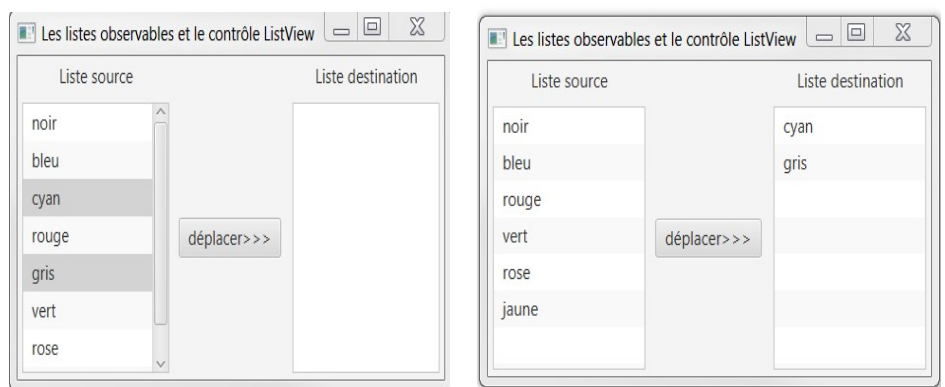 Les listes observables et le contrôle ListView
Liste source
Liste destination
noir
bleu
cyan
rouge
gris
vert
rose
déplacer>>>
Les listes observables et le contrôle ListView
Liste source
Liste destination
noir
bleu
rouge
vert
rose
jaune
déplacer>>>
cyan
gris